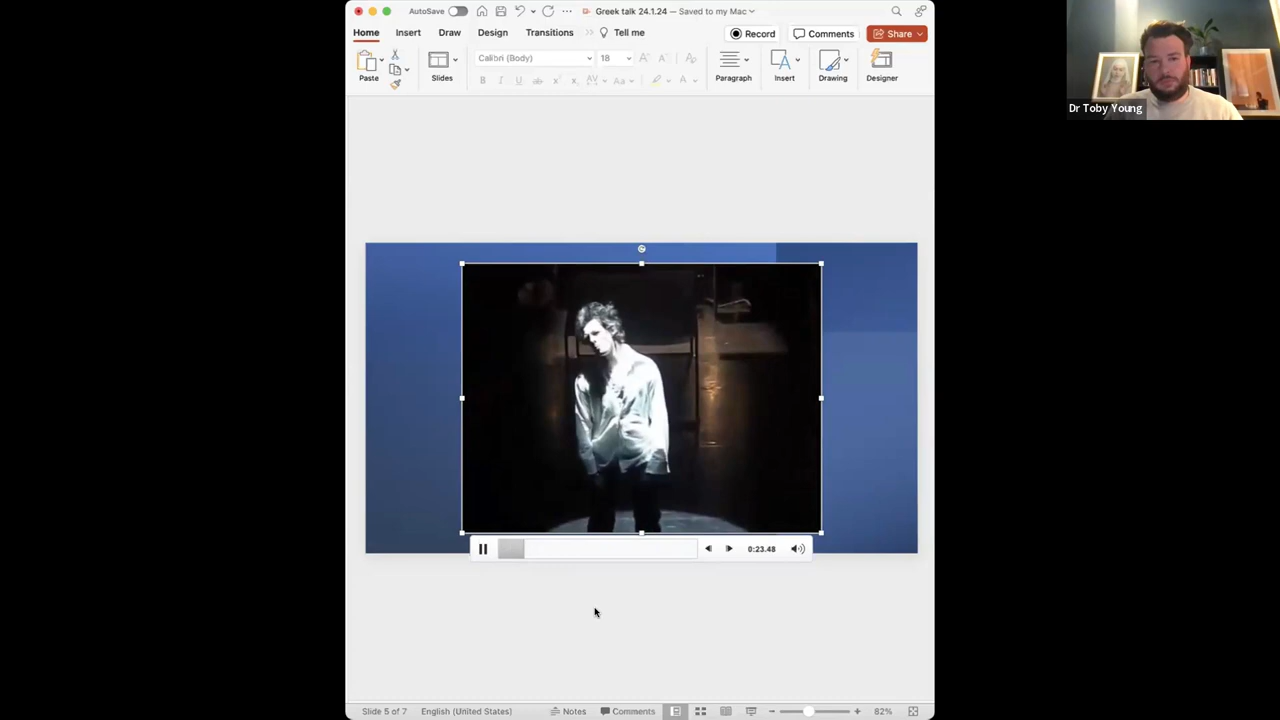 AutoSave
Greek talk 24.1.24 — Saved to my Mac
Home Insert Draw Design Transitions Tell me
Record Comments Share
Calibri (Body) 18
Paste Slides Paragraph Insert Drawing Designer
Dr Toby Young
0:23.48
Slide 5 of 7 English (United States) Notes Comments 82%